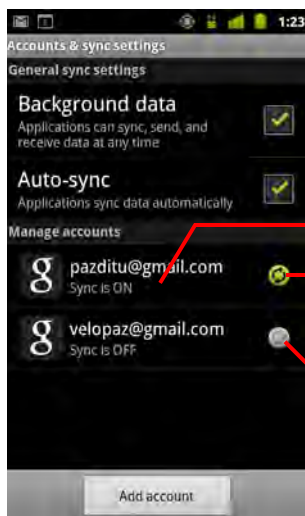 1:23
Accounts & sync settings
General sync settings
Background data
Applications can sync, send, and
receive data at any time
Auto-sync
Applications sync data automatically
Manage accounts
g pazditu@gmail.com
Sync is ON
g velopaz@gmail.com
Sync is OFF
Add account